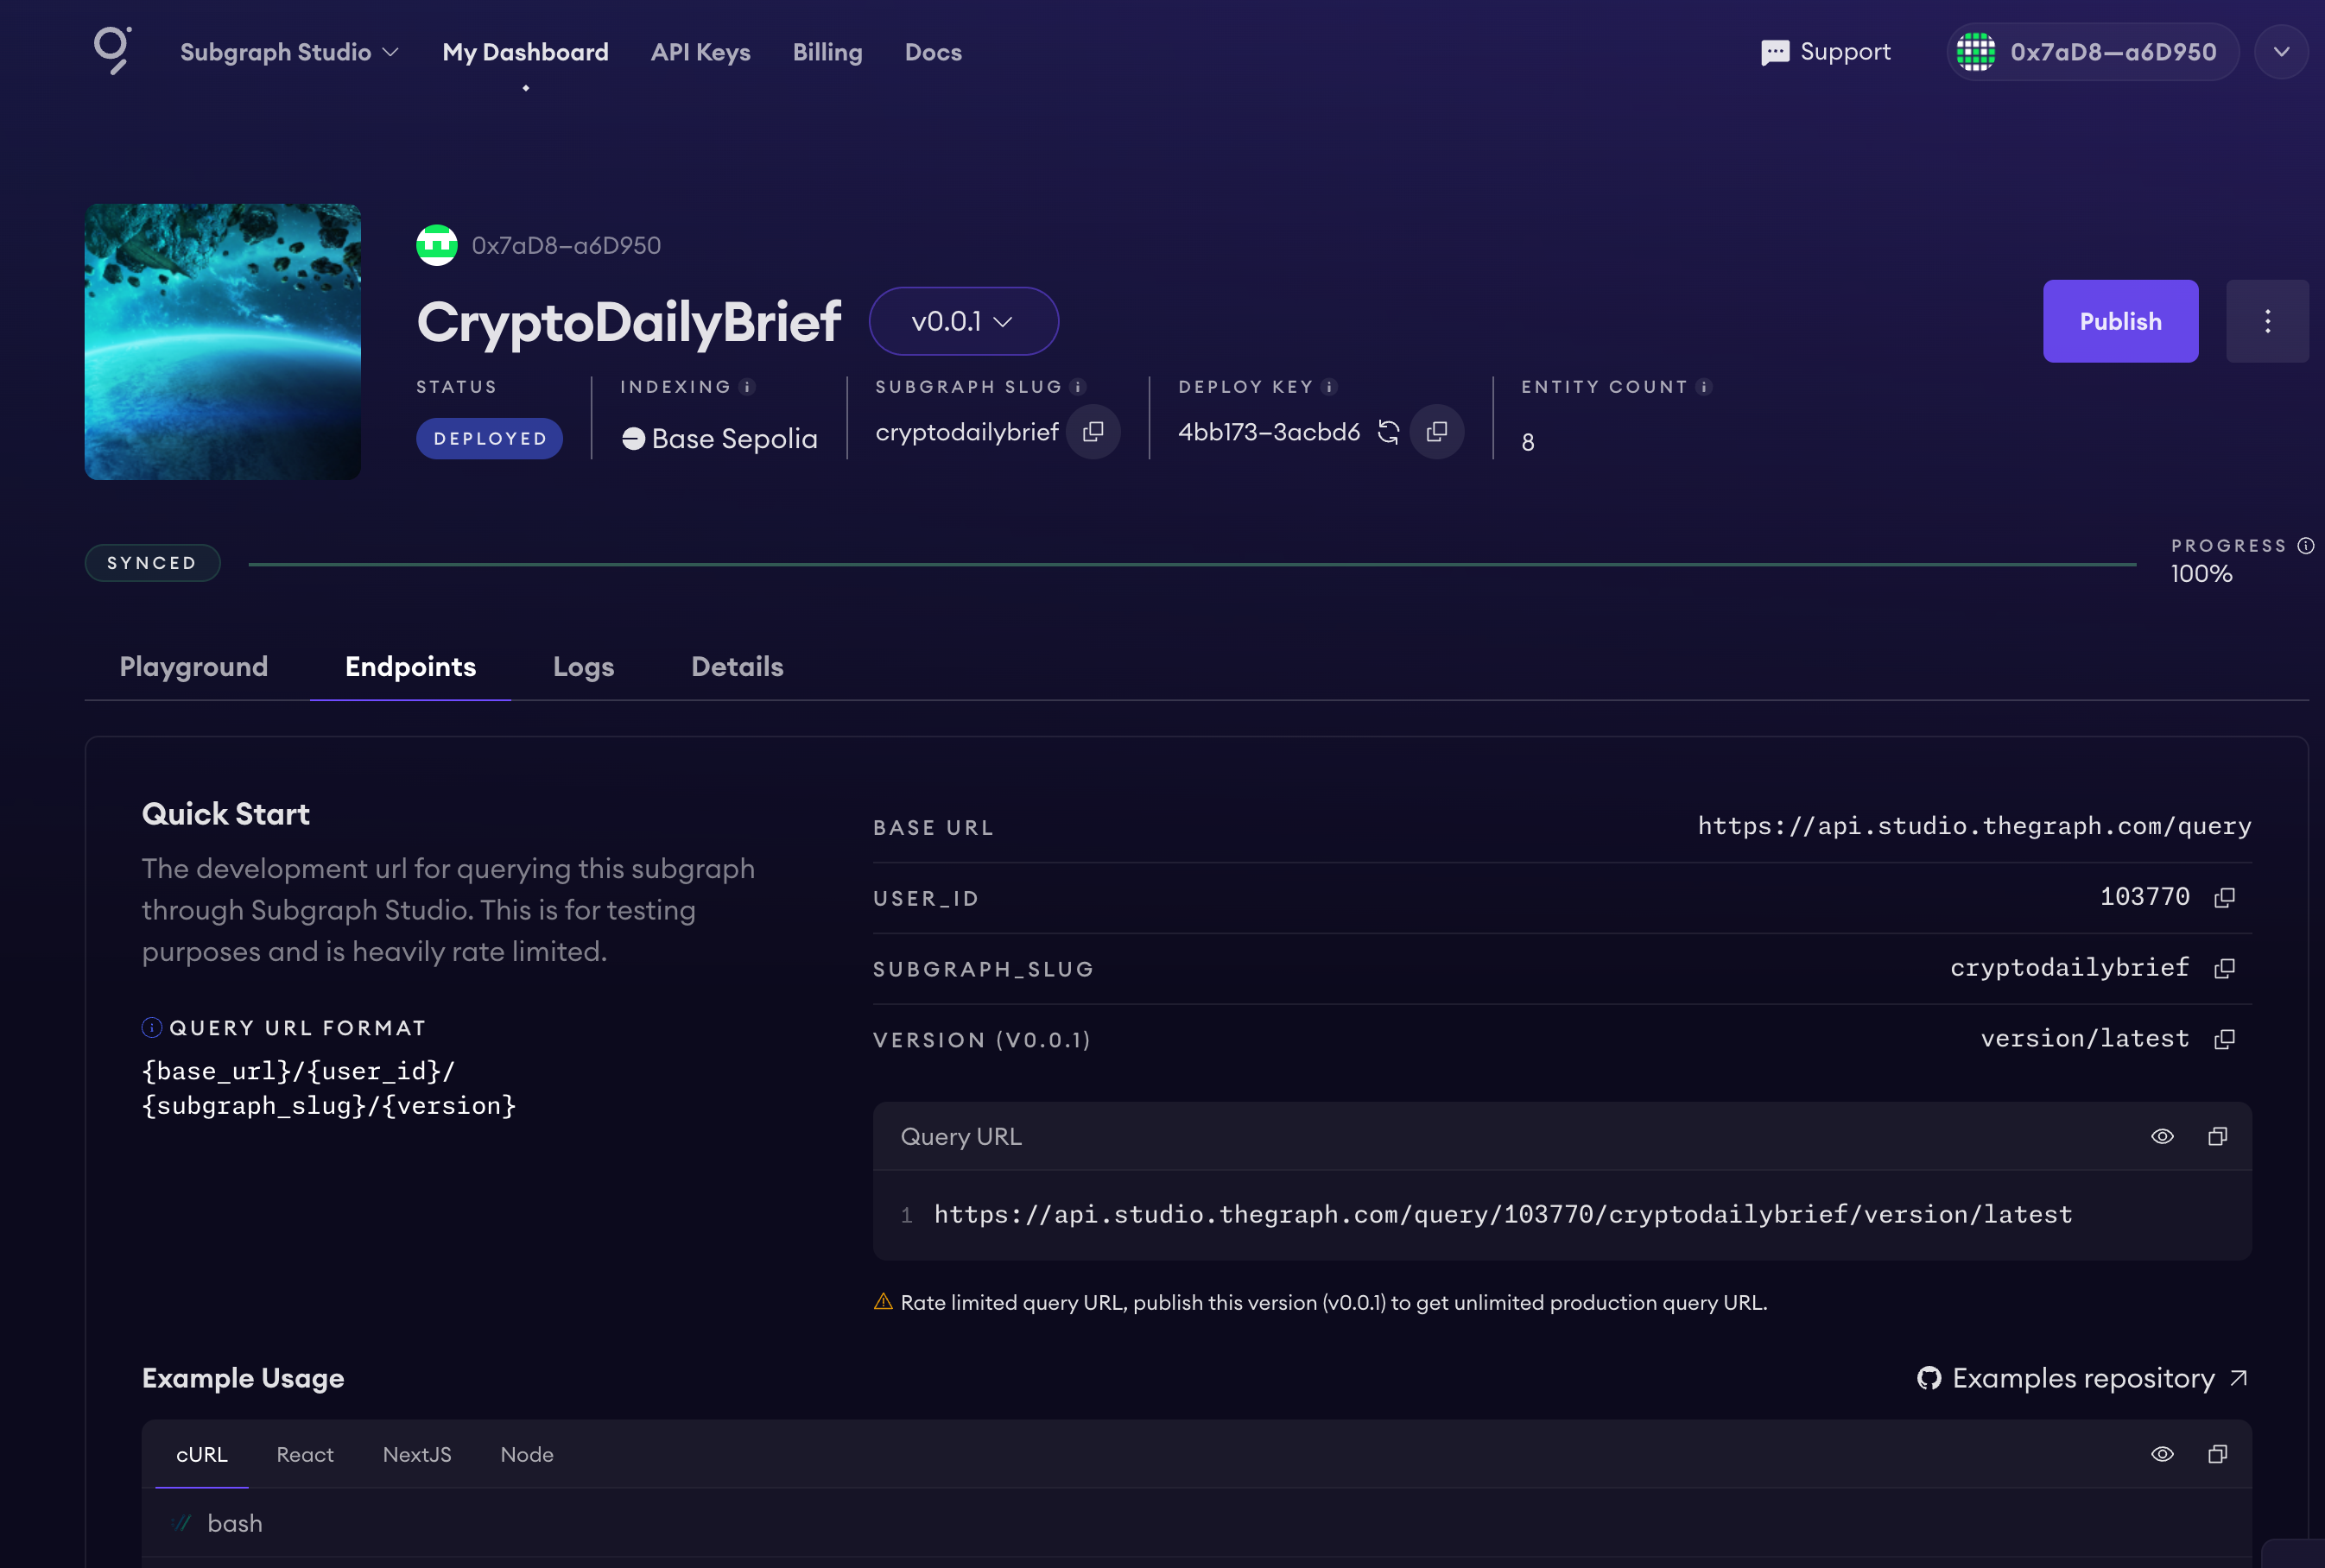 Subgraph Studio
My Dashboard
API Keys
Billing
Docs
Support
0x7aD8—a6D950
0x7aD8—a6D950
CryptoDailyBrief
v0.0.1
Publish
STATUS
DEPLOYED
INDEXING
Base Sepolia
SUBGRAPH SLUG
cryptodailybrief
DEPLOY KEY
4bb173—3acbd6
ENTITY COUNT
8
SYNCED
PROGRESS
100%
Playground
Endpoints
Logs
Details
Quick Start
The development url for querying this subgraph
through Subgraph Studio. This is for testing
purposes and is heavily rate limited.
QUERY URL FORMAT
{base_url}/{user_id}/
{subgraph_slug}/{version}
BASE URL
https://api.studio.thegraph.com/query
USER_ID
103770
SUBGRAPH_SLUG
cryptodailybrief
VERSION (V0.0.1)
version/latest
Query URL
1 https://api.studio.thegraph.com/query/103770/cryptodailybrief/version/latest
Rate limited query URL, publish this version (v0.0.1) to get unlimited production query URL.
Example Usage
Examples repository
cURL
React
NextJS
Node
bash